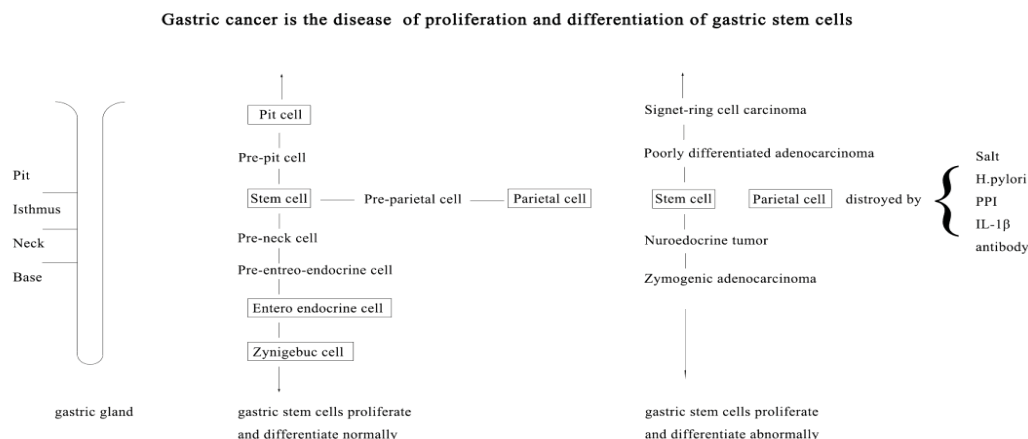 Gastric cancer is the disease of proliferation and differentiation of gastric stem cells
Pit
Isthmus
Neck
Base
gastric gland
Pit cell
Pre-pit cell
Stem cell
Pre-parietal cell
Parietal cell
Pre-neck cell
Pre-entreo-endocrine cell
Entero endocrine cell
Zynigebuc cell
gastric stem cells proliferate
and differentiate normally
Signet-ring cell carcinoma
Poorly differentiated adenocarcinoma
Stem cell
Parietal cell
distroyed by
{
Salt
H.pylori
PPI
IL-1β
antibody
Nuroedocrine tumor
Zymogenic adenocarcinoma
gastric stem cells proliferate
and differentiate abnormally